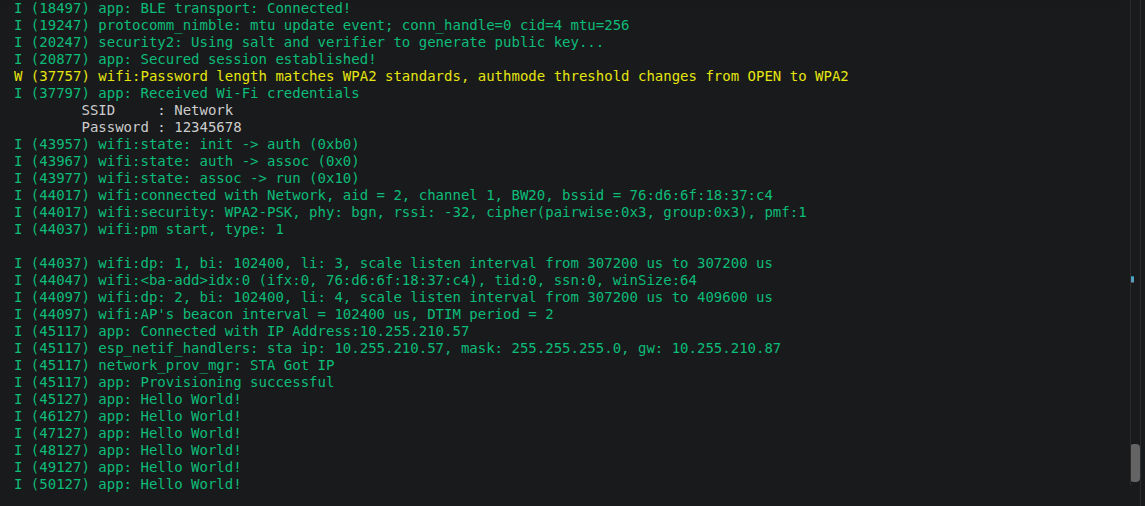 I (18497) app: BLE transport: Connected!
I (19247) protocomm_nimble: mtu update event; conn_handle=0 cid=4 mtu=256
I (20247) security2: Using salt and verifier to generate public key...
I (20877) app: Secured session established!
W (37757) wifi:Password length matches WPA2 standards, authmode threshold changes from OPEN to WPA2
I (37797) app: Received Wi-Fi credentials
        SSID     : Network
        Password : 12345678
I (43957) wifi:state: init -> auth (0xb0)
I (43967) wifi:state: auth -> assoc (0x0)
I (43977) wifi:state: assoc -> run (0x10)
I (44017) wifi:connected with Network, aid = 2, channel 1, BW20, bssid = 76:d6:6f:18:37:c4
I (44017) wifi:security: WPA2-PSK, phy: bgn, rssi: -32, cipher(pairwise:0x3, group:0x3), pmf:1
I (44037) wifi:pm start, type: 1

I (44037) wifi:dp: 1, bi: 102400, li: 3, scale listen interval from 307200 us to 307200 us
I (44047) wifi:<ba-add>idx:0 (ifx:0, 76:d6:6f:18:37:c4), tid:0, ssn:0, winSize:64
I (44097) wifi:dp: 2, bi: 102400, li: 4, scale listen interval from 307200 us to 409600 us
I (44097) wifi:AP's beacon interval = 102400 us, DTIM period = 2
I (45117) app: Connected with IP Address:10.255.210.57
I (45117) esp_netif_handlers: sta ip: 10.255.210.57, mask: 255.255.255.0, gw: 10.255.210.87
I (45117) network_prov_mgr: STA Got IP
I (45117) app: Provisioning successful
I (45127) app: Hello World!
I (46127) app: Hello World!
I (47127) app: Hello World!
I (48127) app: Hello World!
I (49127) app: Hello World!
I (50127) app: Hello World!